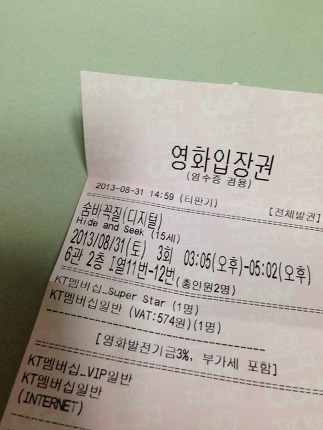 영화입장권
(영수증 겸용)
2013-08-31 14:59 (티판기) [전체발권]
숨바꼭질(디지털)
Hide and Seek (15세)
2013/08/31(토) 3회 03:05(오후)-05:02(오후)
6관 2층 I열11번-12번(총인원2명)
KT멤버십_Super Star (1명)
KT멤버십일반 (VAT:574원)(1명)
[영화발전기금3%, 부가세 포함]
KT멤버십_VIP일반
KT멤버십일반
(INTERNET)